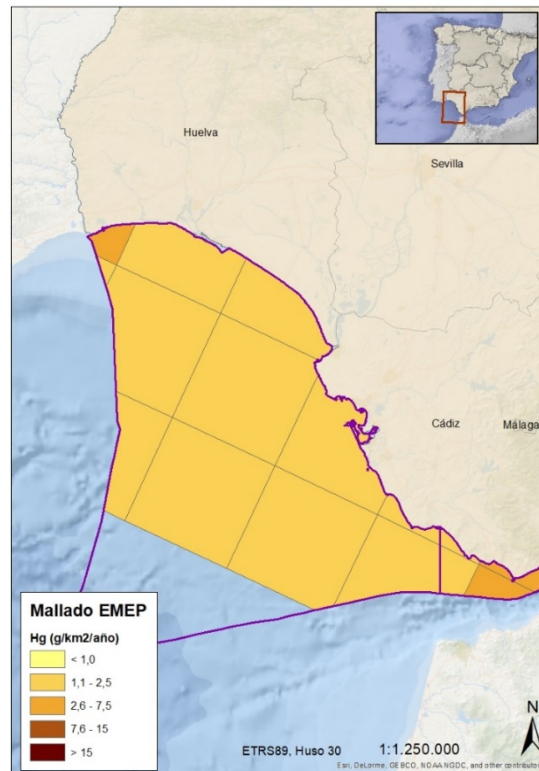 Huelva
Sevilla
Cádiz
Málaga
Mallado EMEP
Hg (g/km2/año)
< 1,0
1,1 - 2,5
2,6 - 7,5
7,6 - 15
> 15
N
ETRS89, Huso 30 1:1.250.000
Esri, DeLorme, GEBCO, NOAA NGDC, and other contributors